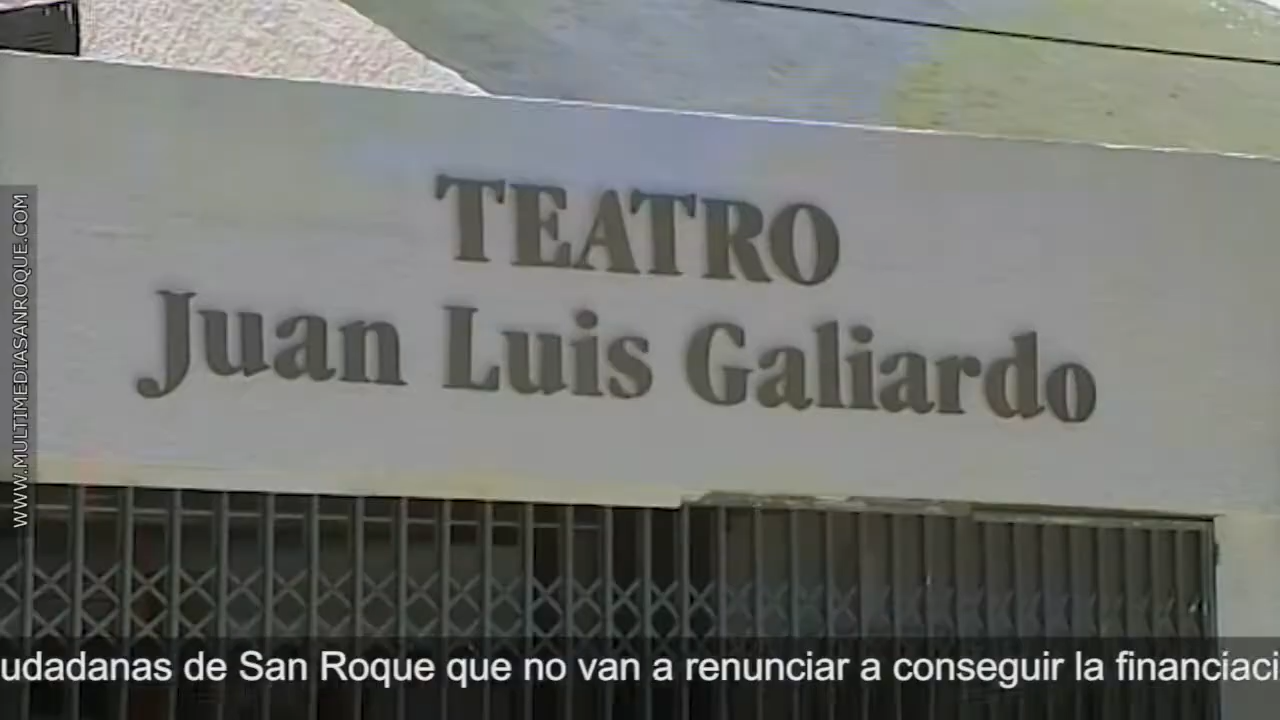 TEATRO
Juan Luis Galiardo
WWW.MULTIMEDIASANROQUE.COM
udadanas de San Roque que no van a renunciar a conseguir la financiaci